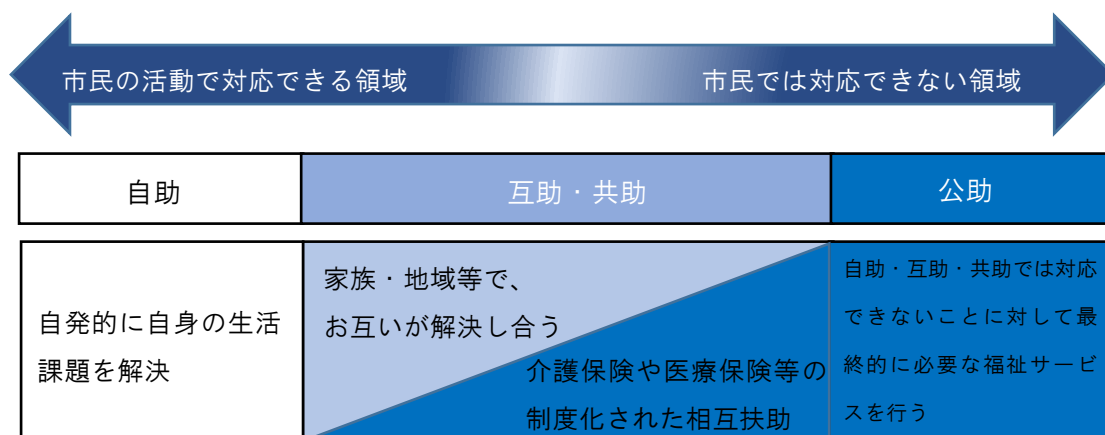 市民の活動で対応できる領域
市民では対応できない領域
自助
互助・共助
公助
自発的に自身の生活
課題を解決
家族・地域等で、
お互いが解決し合う
介護保険や医療保険等の
制度化された相互扶助
自助・互助・共助では対応
できないことに対して最
終的に必要な福祉サービ
スを行う